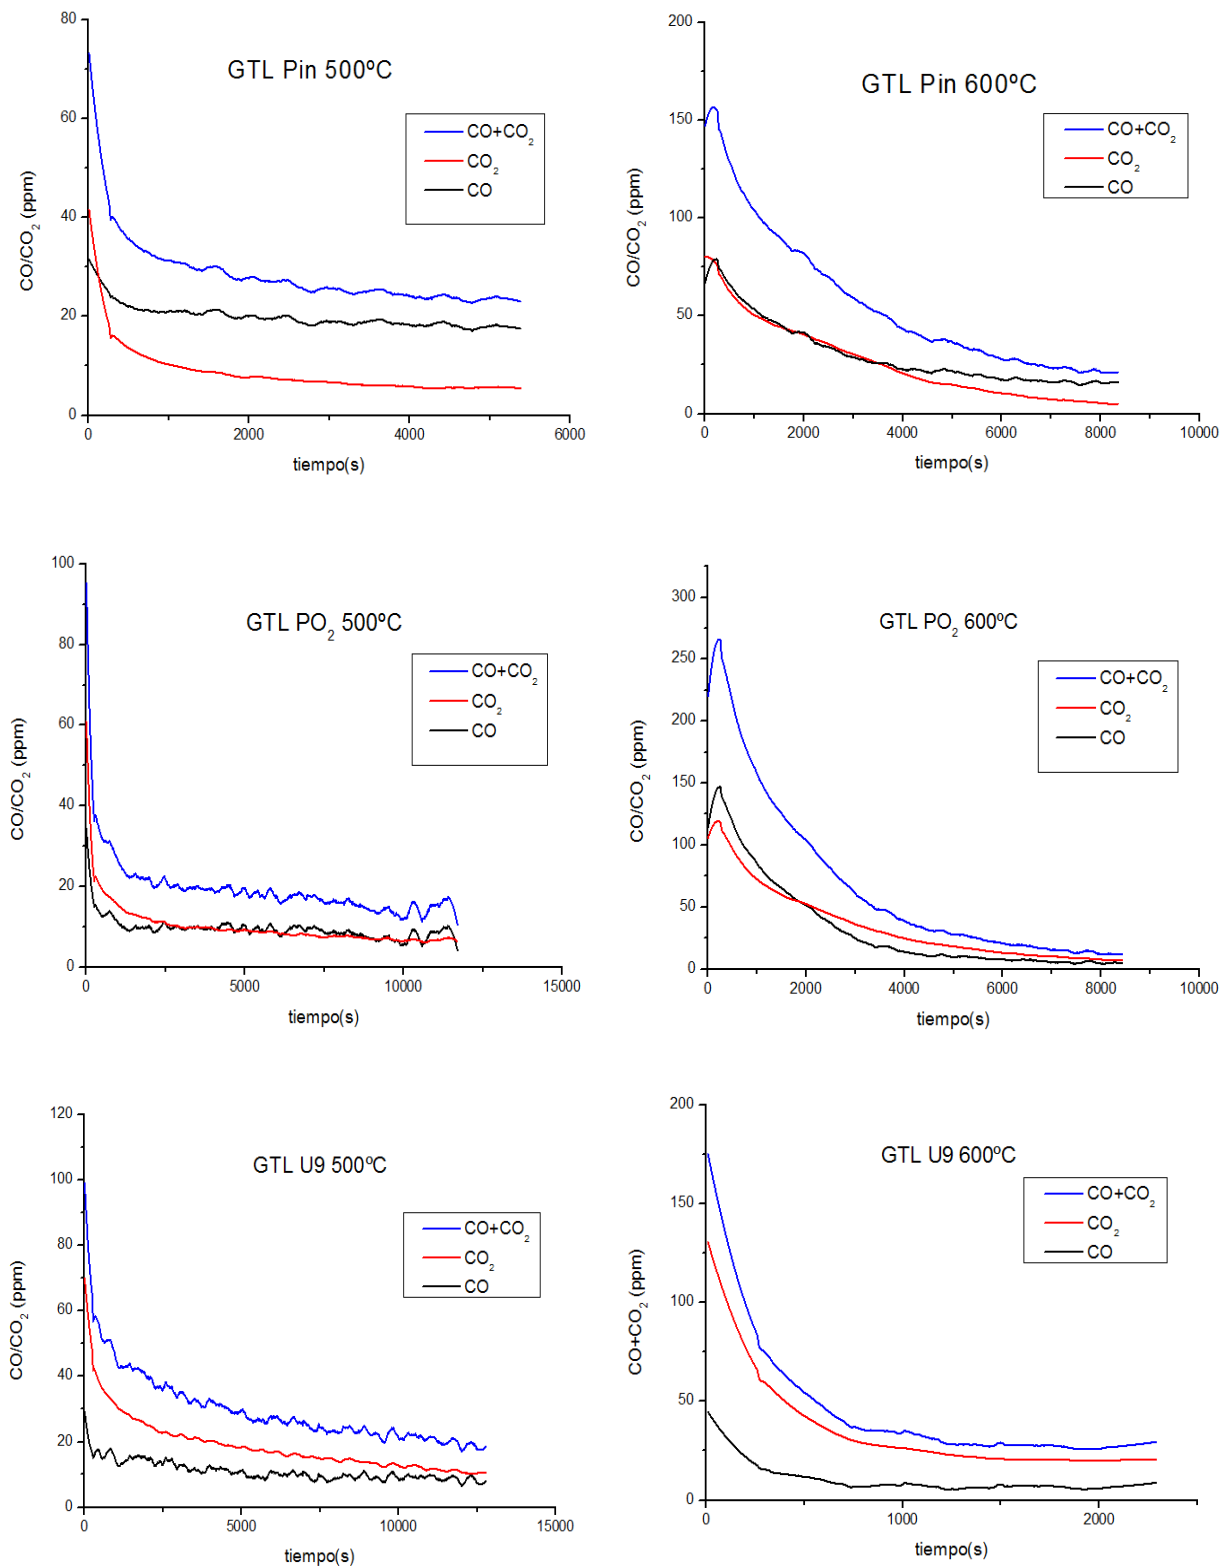 GTL Pin 500ºC
CO+CO2
CO2
CO
CO/CO2 (ppm)
80
60
40
20
0
0 2000 4000 6000
tiempo(s)
GTL Pin 600ºC
CO+CO2
CO2
CO
CO/CO2 (ppm)
200
150
100
50
0
0 2000 4000 6000 8000 10000
tiempo(s)
GTL PO2 500ºC
CO+CO2
CO2
CO
CO/CO2 (ppm)
100
80
60
40
20
0
0 5000 10000 15000
tiempo(s)
GTL PO2 600ºC
CO+CO2
CO2
CO
CO/CO2 (ppm)
300
250
200
150
100
50
0
0 2000 4000 6000 8000 10000
tiempo(s)
GTL U9 500ºC
CO+CO2
CO2
CO
CO/CO2 (ppm)
120
100
80
60
40
20
0
0 5000 10000 15000
tiempo(s)
GTL U9 600ºC
CO+CO2
CO2
CO
CO+CO2 (ppm)
200
150
100
50
0
0 1000 2000
tiempo(s)